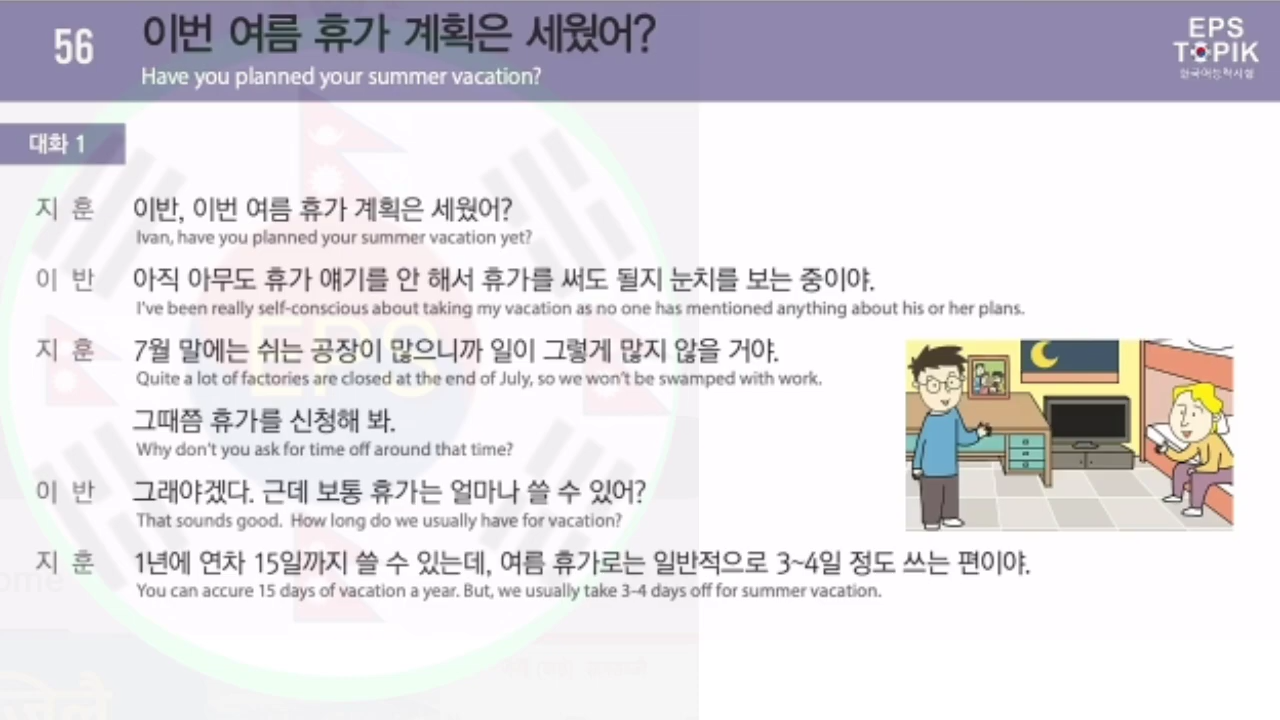 56
이번 여름 휴가 계획은 세웠어?
Have you planned your summer vacation?
EPS
TOPIK
한국어능력시험
대화 1
지 훈 이반, 이번 여름 휴가 계획은 세웠어?
Ivan, have you planned your summer vacation yet?
이 반 아직 아무도 휴가 얘기를 안 해서 휴가를 써도 될지 눈치를 보는 중이야.
I've been really self-conscious about taking my vacation as no one has mentioned anything about his or her plans.
지 훈 7월 말에는 쉬는 공장이 많으니까 일이 그렇게 많지 않을 거야.
Quite a lot of factories are closed at the end of July, so we won't be swamped with work.
그때쯤 휴가를 신청해 봐.
Why don't you ask for time off around that time?
이 반 그래야겠다. 근데 보통 휴가는 얼마나 쓸 수 있어?
That sounds good. How long do we usually have for vacation?
지 훈 1년에 연차 15일까지 쓸 수 있는데, 여름 휴가로는 일반적으로 3~4일 정도 쓰는 편이야.
You can accure 15 days of vacation a year. But, we usually take 3-4 days off for summer vacation.
EPS